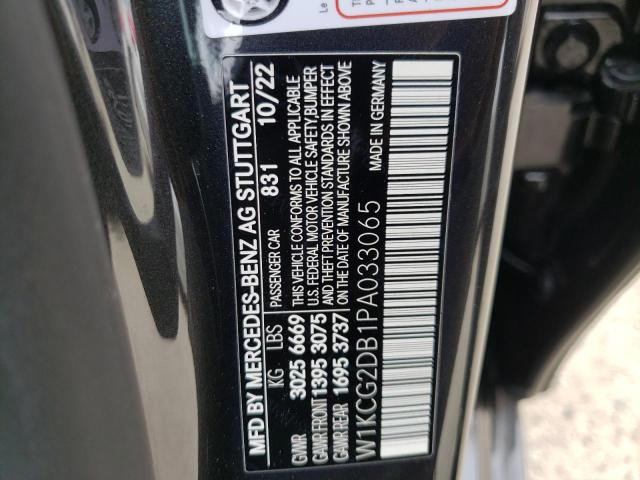 MFD BY MERCEDES-BENZ AG STUTTGART
KG LBS PASSENGER CAR 831 10/22
GVWR 3025 6669 THIS VEHICLE CONFORMS TO ALL APPLICABLE
GAWR FRONT 1395 3075 U.S. FEDERAL MOTOR VEHICLE SAFETY, BUMPER
AND THEFT PREVENTION STANDARDS IN EFFECT
GAWR REAR 1695 3737 ON THE DATE OF MANUFACTURE SHOWN ABOVE
W1KCG2DB1PA033065 MADE IN GERMANY
Le